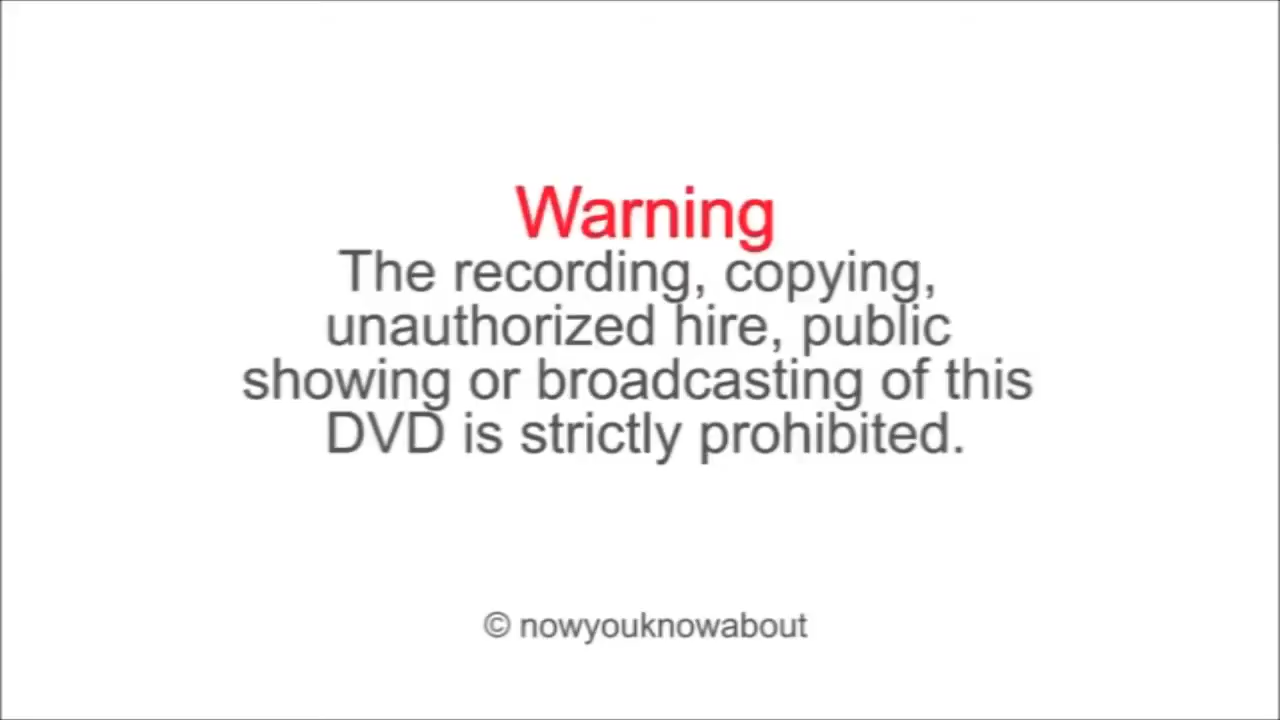 Warning
The recording, copying,
unauthorized hire, public
showing or broadcasting of this
DVD is strictly prohibited.
© nowyouknowabout